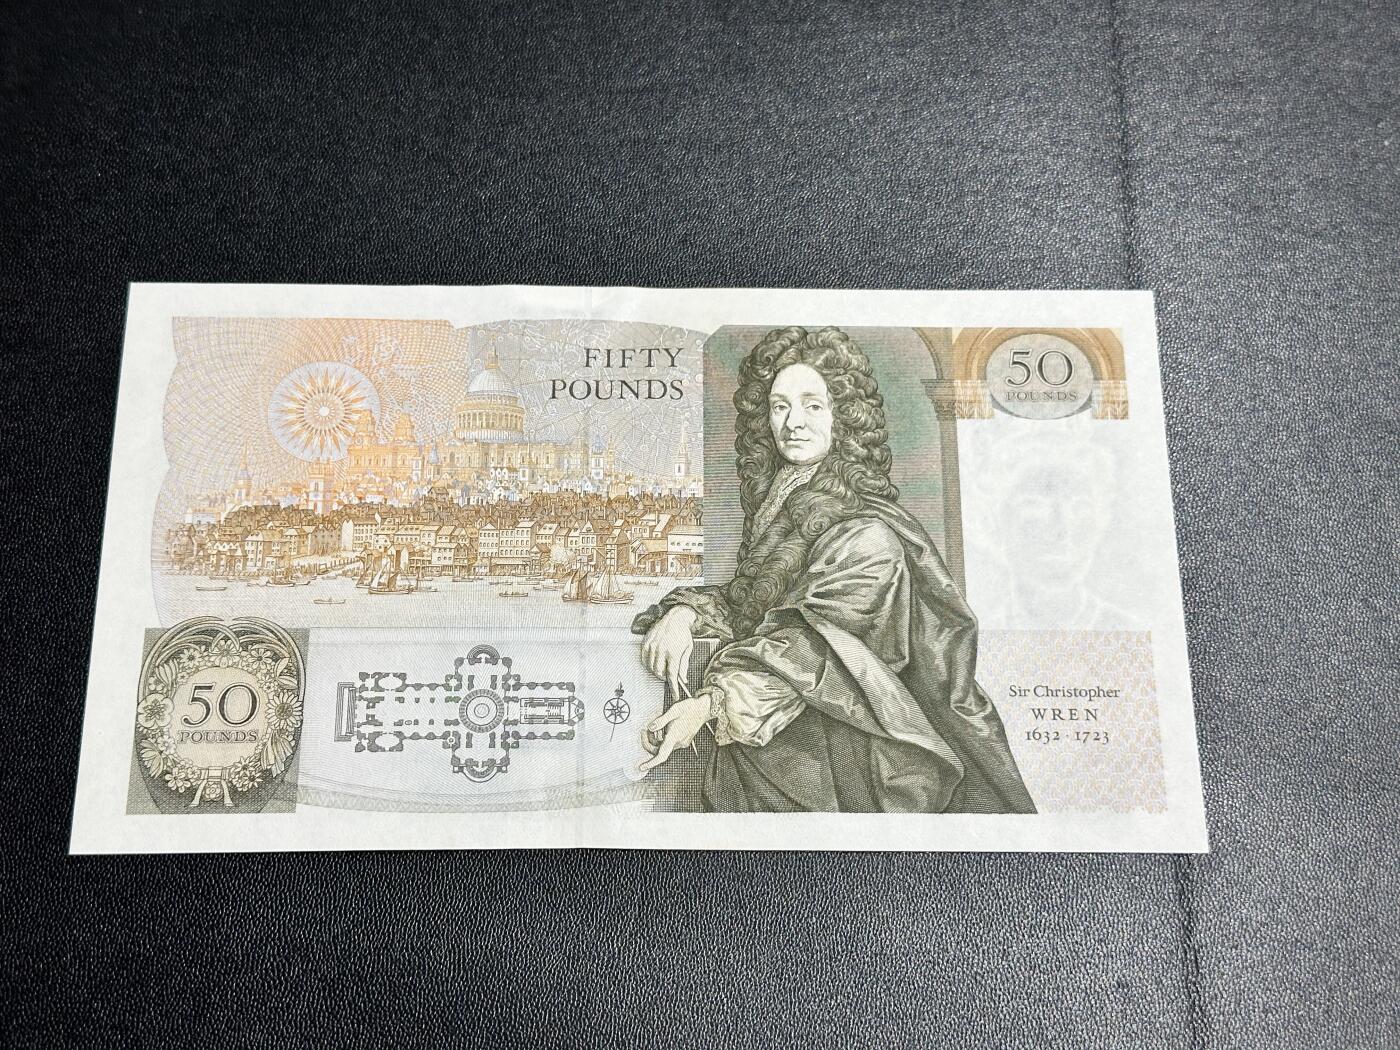 FIFTY
POUNDS
50
POUNDS
50
POUNDS
Sir Christopher
WREN
1632 · 1723